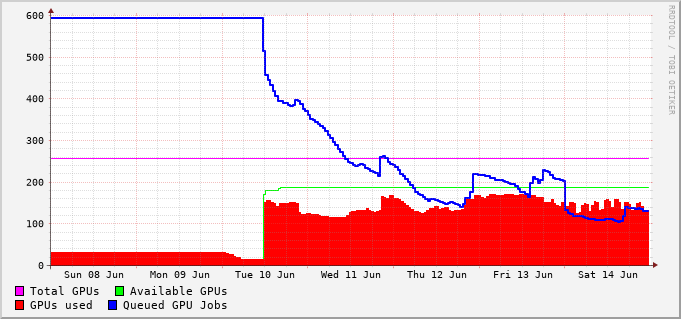 600
500
400
300
200
100
0
Sun 08 Jun Mon 09 Jun Tue 10 Jun Wed 11 Jun Thu 12 Jun Fri 13 Jun Sat 14 Jun
Total GPUs Available GPUs
GPUs used Queued GPU Jobs
RRDTOOL / TOBI OETIKER